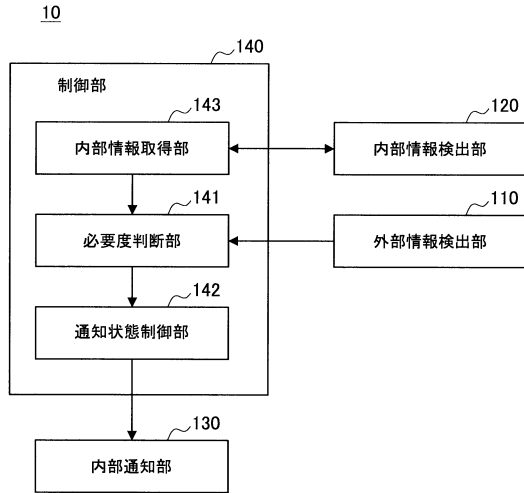 10
140
制御部
143
内部情報取得部
120
内部情報検出部
141
必要度判断部
110
外部情報検出部
142
通知状態制御部
130
内部通知部